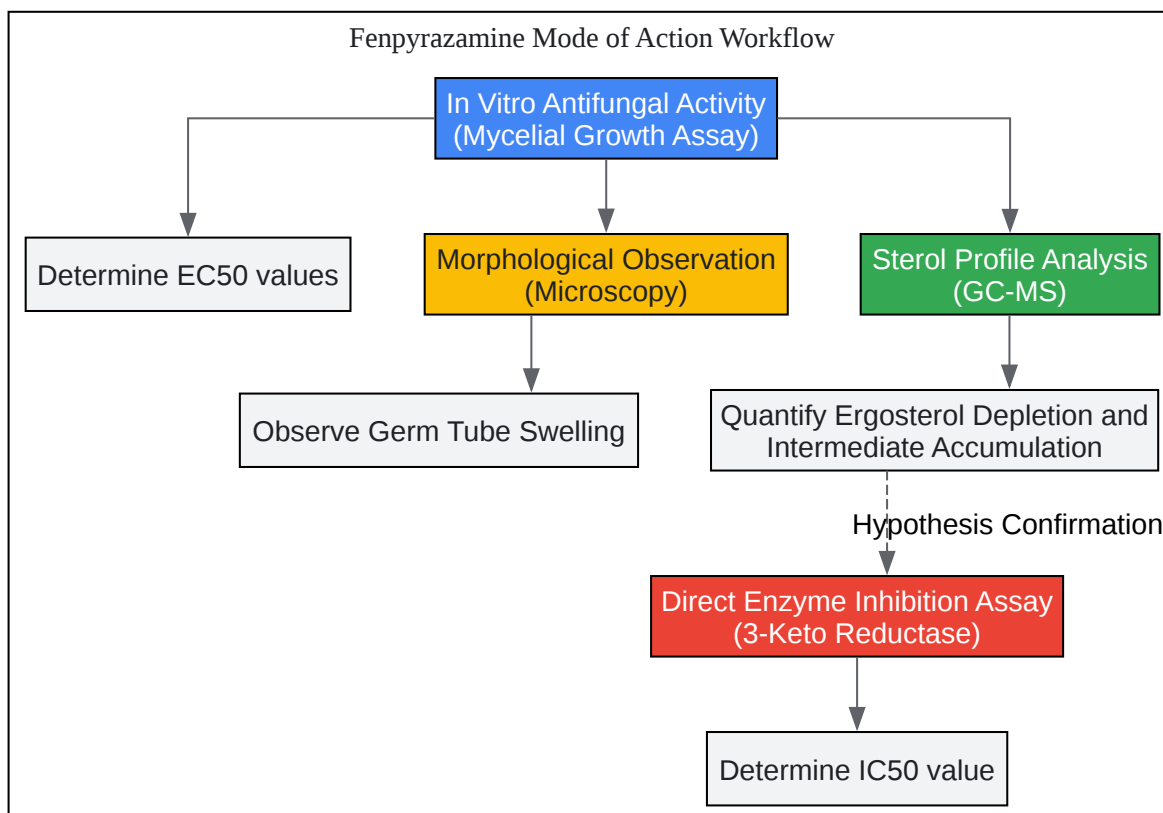 Fenpyrazamine Mode of Action Workflow
In Vitro Antifungal Activity
(Mycelial Growth Assay)
Determine EC50 values
Morphological Observation
(Microscopy)
Sterol Profile Analysis
(GC-MS)
Observe Germ Tube Swelling
Quantify Ergosterol Depletion and
Intermediate Accumulation
Hypothesis Confirmation
Direct Enzyme Inhibition Assay
(3-Keto Reductase)
Determine IC50 value